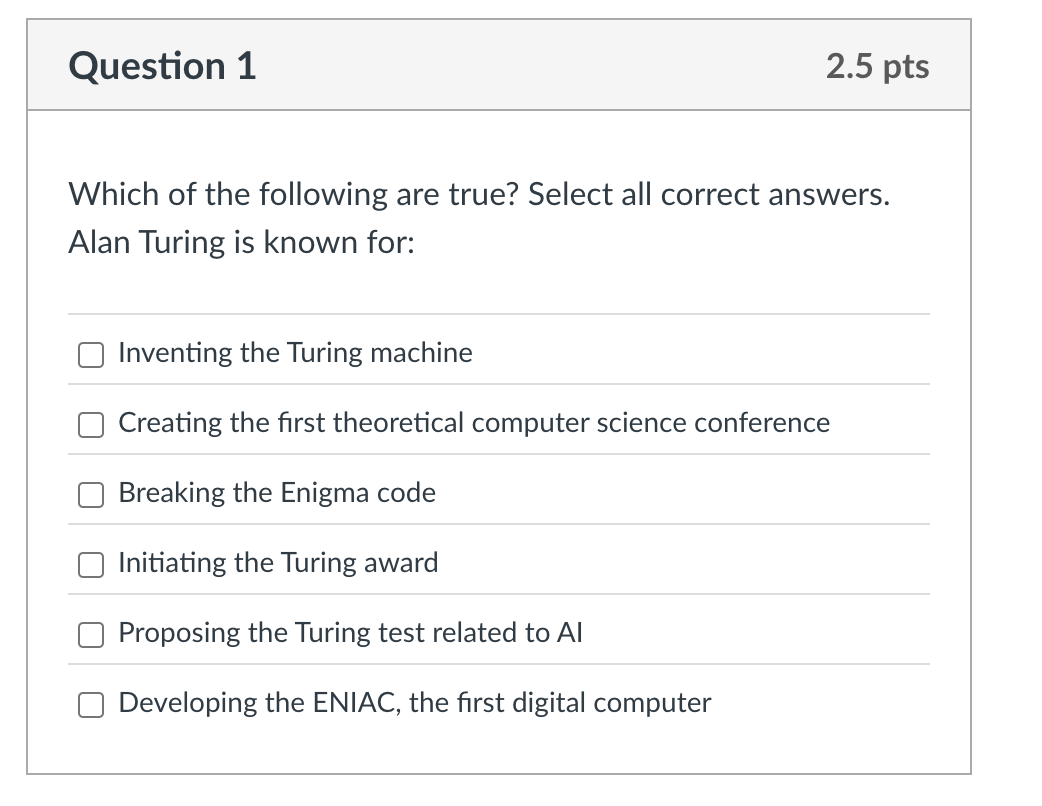 Question 1
2.5 pts
Which of the following are true? Select all correct answers.
Alan Turing is known for:
Inventing the Turing machine
Creating the first theoretical computer science conference
Breaking the Enigma code
Initiating the Turing award
Proposing the Turing test related to AI
Developing the ENIAC, the first digital computer